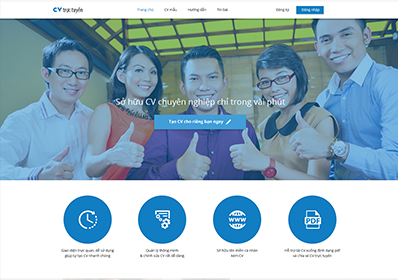 CV trực tuyến
Trang chủ CV mẫu Hướng dẫn Tin tức Đăng ký Đăng nhập
Sở hữu CV chuyên nghiệp chỉ trong vài phút
Tạo CV cho riêng bạn ngay
WWW
PDF
Giao diện trực quan, dễ sử dụng
giúp tự tạo CV nhanh chóng
Quản lý thông minh
& chỉnh sửa CV rất dễ dàng
Sở hữu tên miền cá nhân
xem CV
Hỗ trợ tải CV xuống định dạng pdf
và chia sẻ CV trực tuyến